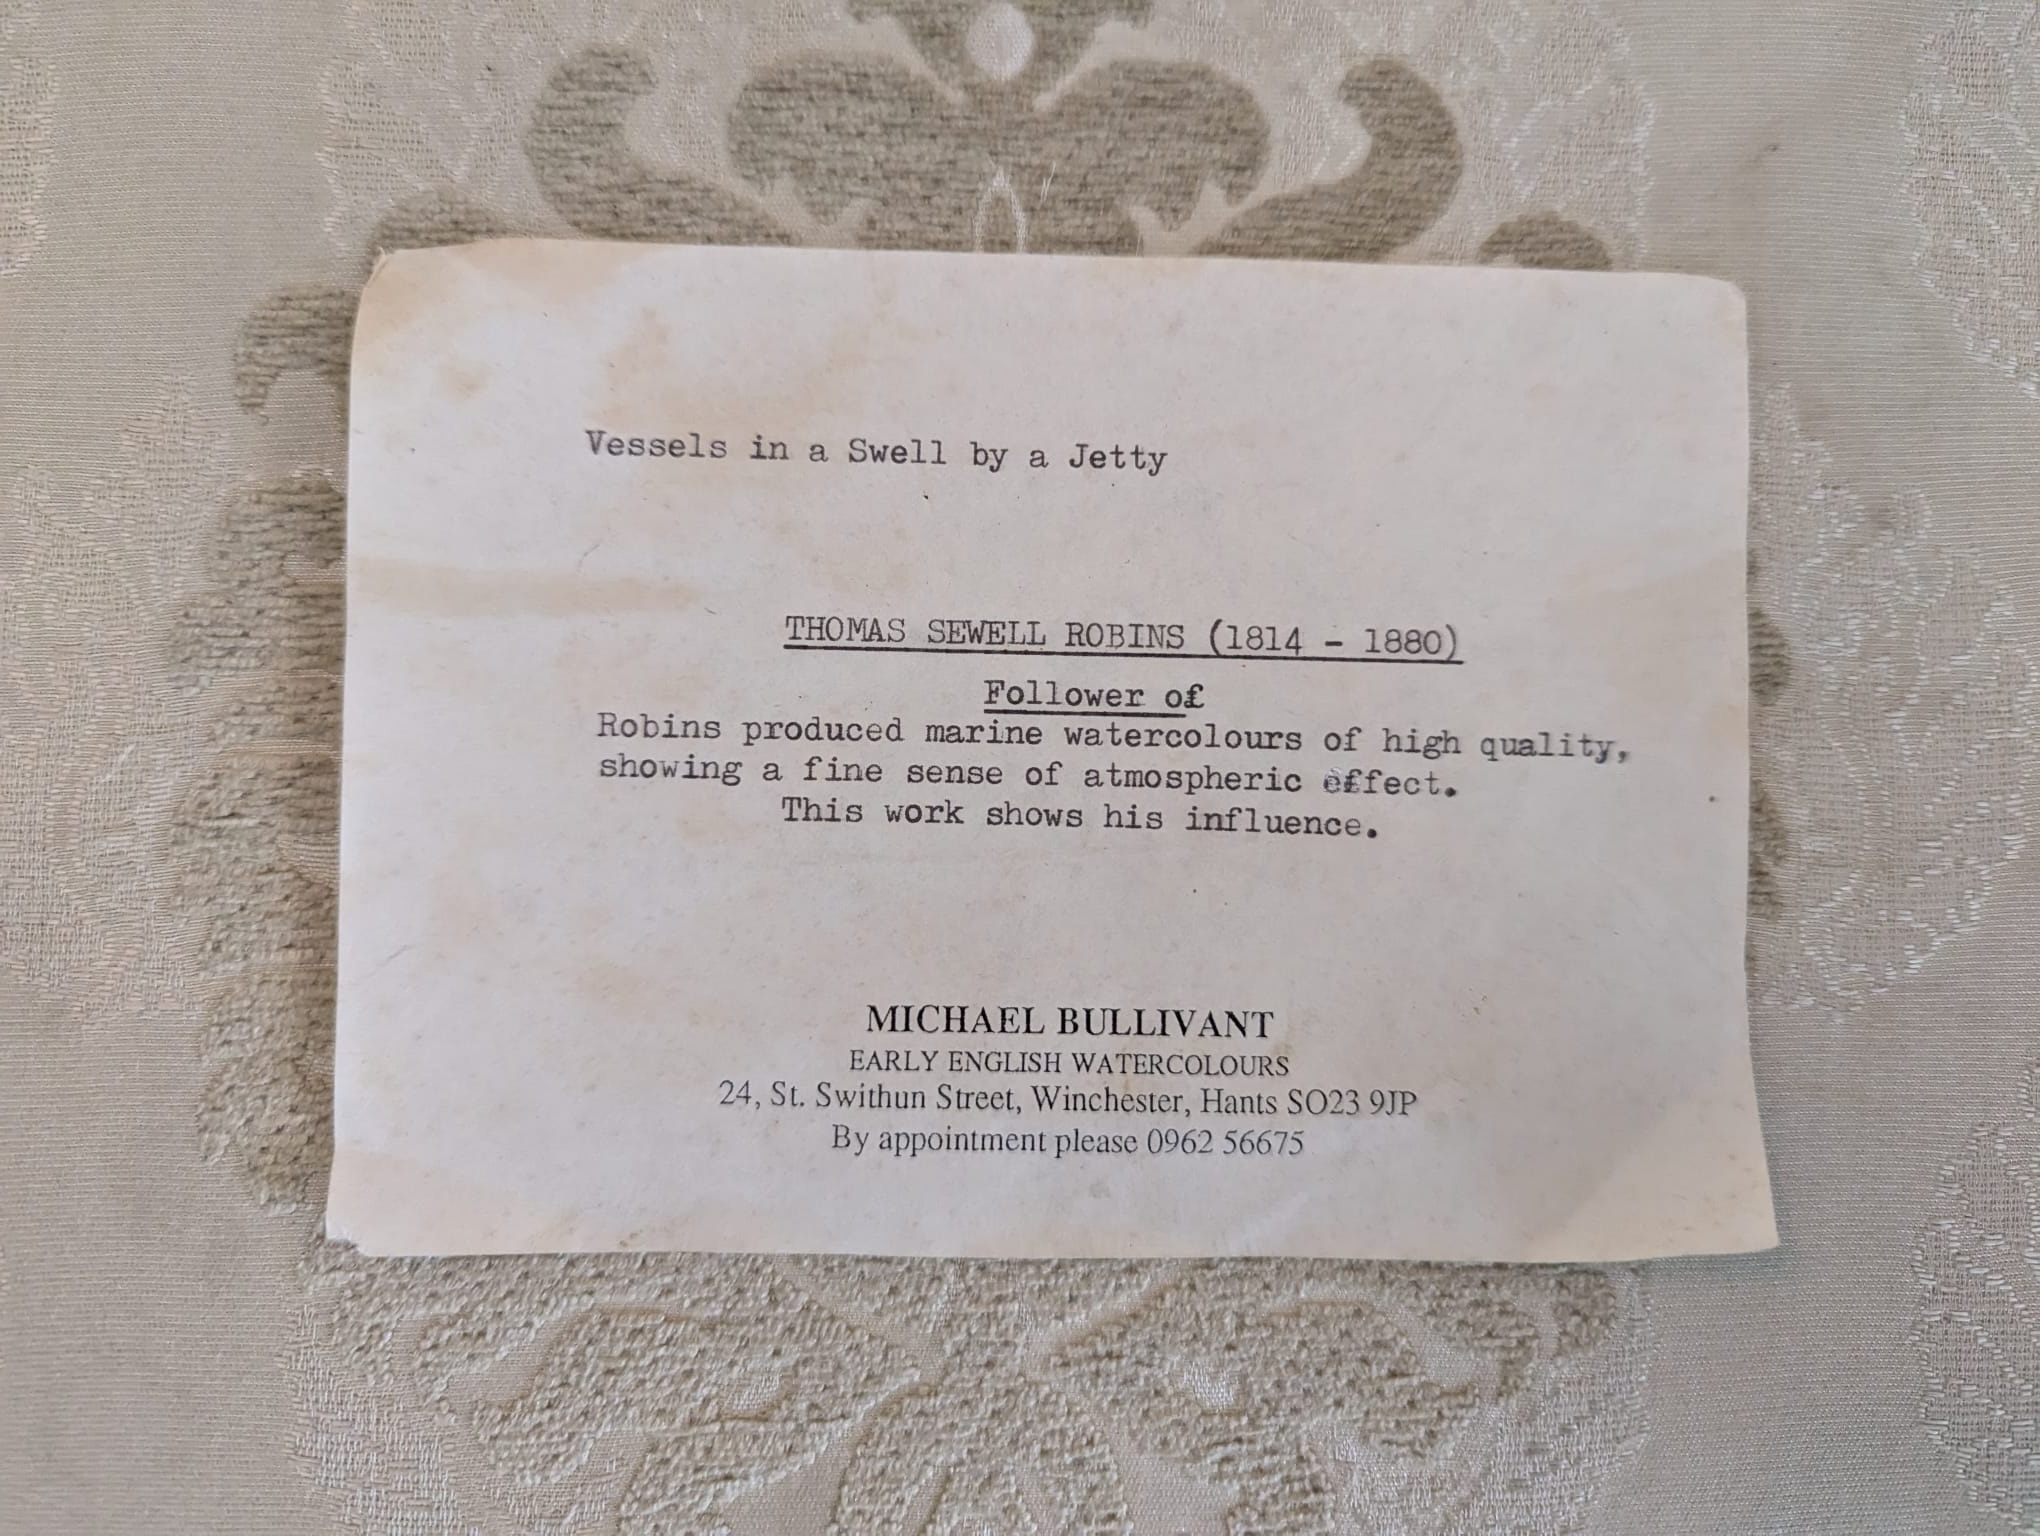 Vessels in a Swell by a Jetty
THOMAS SEWELL ROBINS (1814 - 1880)
Follower of
Robins produced marine watercolours of high quality,
showing a fine sense of atmospheric effect.
This work shows his influence.
MICHAEL BULLIVANT
EARLY ENGLISH WATERCOLOURS
24, St. Swithun Street, Winchester, Hants SO23 9JP
By appointment please 0962 56675